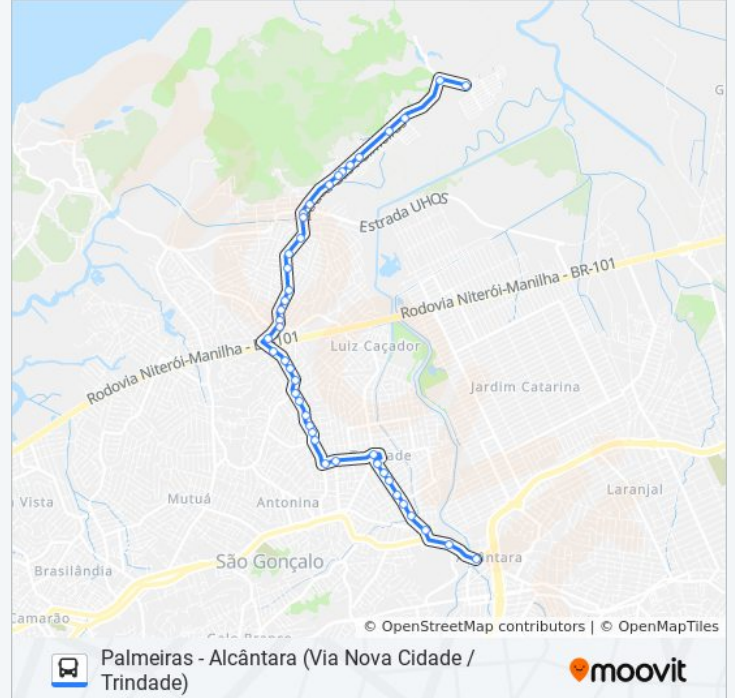 G
Estrada UHOS
Rodovia Niterói-Manilha - BR-101
Luiz Caçador
Rodovia Niterói-Manilha -
101
Jardim Catarina
Laranjal
Vista
Mutuá
Antonina
São Gonçalo
Brasilândia
Camarão
© OpenStreetMap contributors | © OpenMapTiles
Palmeiras - Alcântara (Via Nova Cidade /
Trindade)
moovit